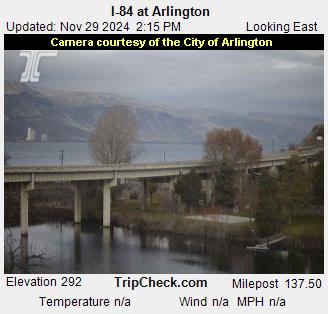 I-84 at Arlington
Updated: Nov 29 2024 2:15 PM Looking East
Camera courtesy of the City of Arlington
Elevation 292 TripCheck.com Milepost 137.50
Temperature n/a Wind n/a MPH n/a